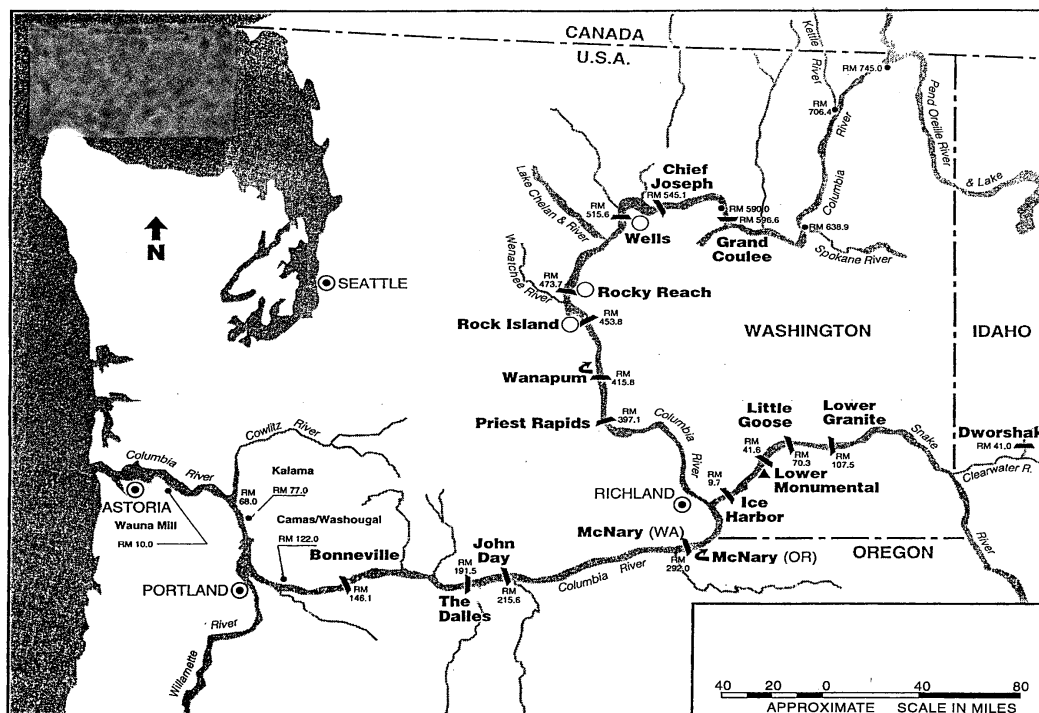 CANADA
U.S.A.
Kettle River
RM 745.0
RM
706.4
Pend Oreille River
& Lake
Columbia
River
Chief
Joseph
RM 545.1
Lake Chelan & River
RM
515.6
Wells
RM 590.0
RM 596.6
RM 638.9
Grand
Coulee
Spokane River
N
SEATTLE
Wenatchee River
RM
473.7
Rocky Reach
Rock Island
RM
453.8
WASHINGTON
IDAHO
Wanapum
RM
415.8
Priest Rapids
RM
397.1
Columbia
River
Little
Goose
Lower
Granite
Snake
River
Dworshak
RM 41.0
Clearwater R.
RM
41.6
RM
70.3
RM
107.5
Lower
Monumental
RM
9.7
Ice
Harbor
RICHLAND
Cowlitz River
Columbia River
Kalama
RM
68.0
RM 77.0
ASTORIA
Wauna Mill
RM 10.0
Camas/Washougal
RM 122.0
Bonneville
RM
146.1
John
Day
RM
191.5
The
Dalles
RM
215.6
McNary (WA)
McNary (OR)
RM
292.0
Columbia River
OREGON
PORTLAND
Willamette River
40 20 0 40 80
APPROXIMATE SCALE IN MILES